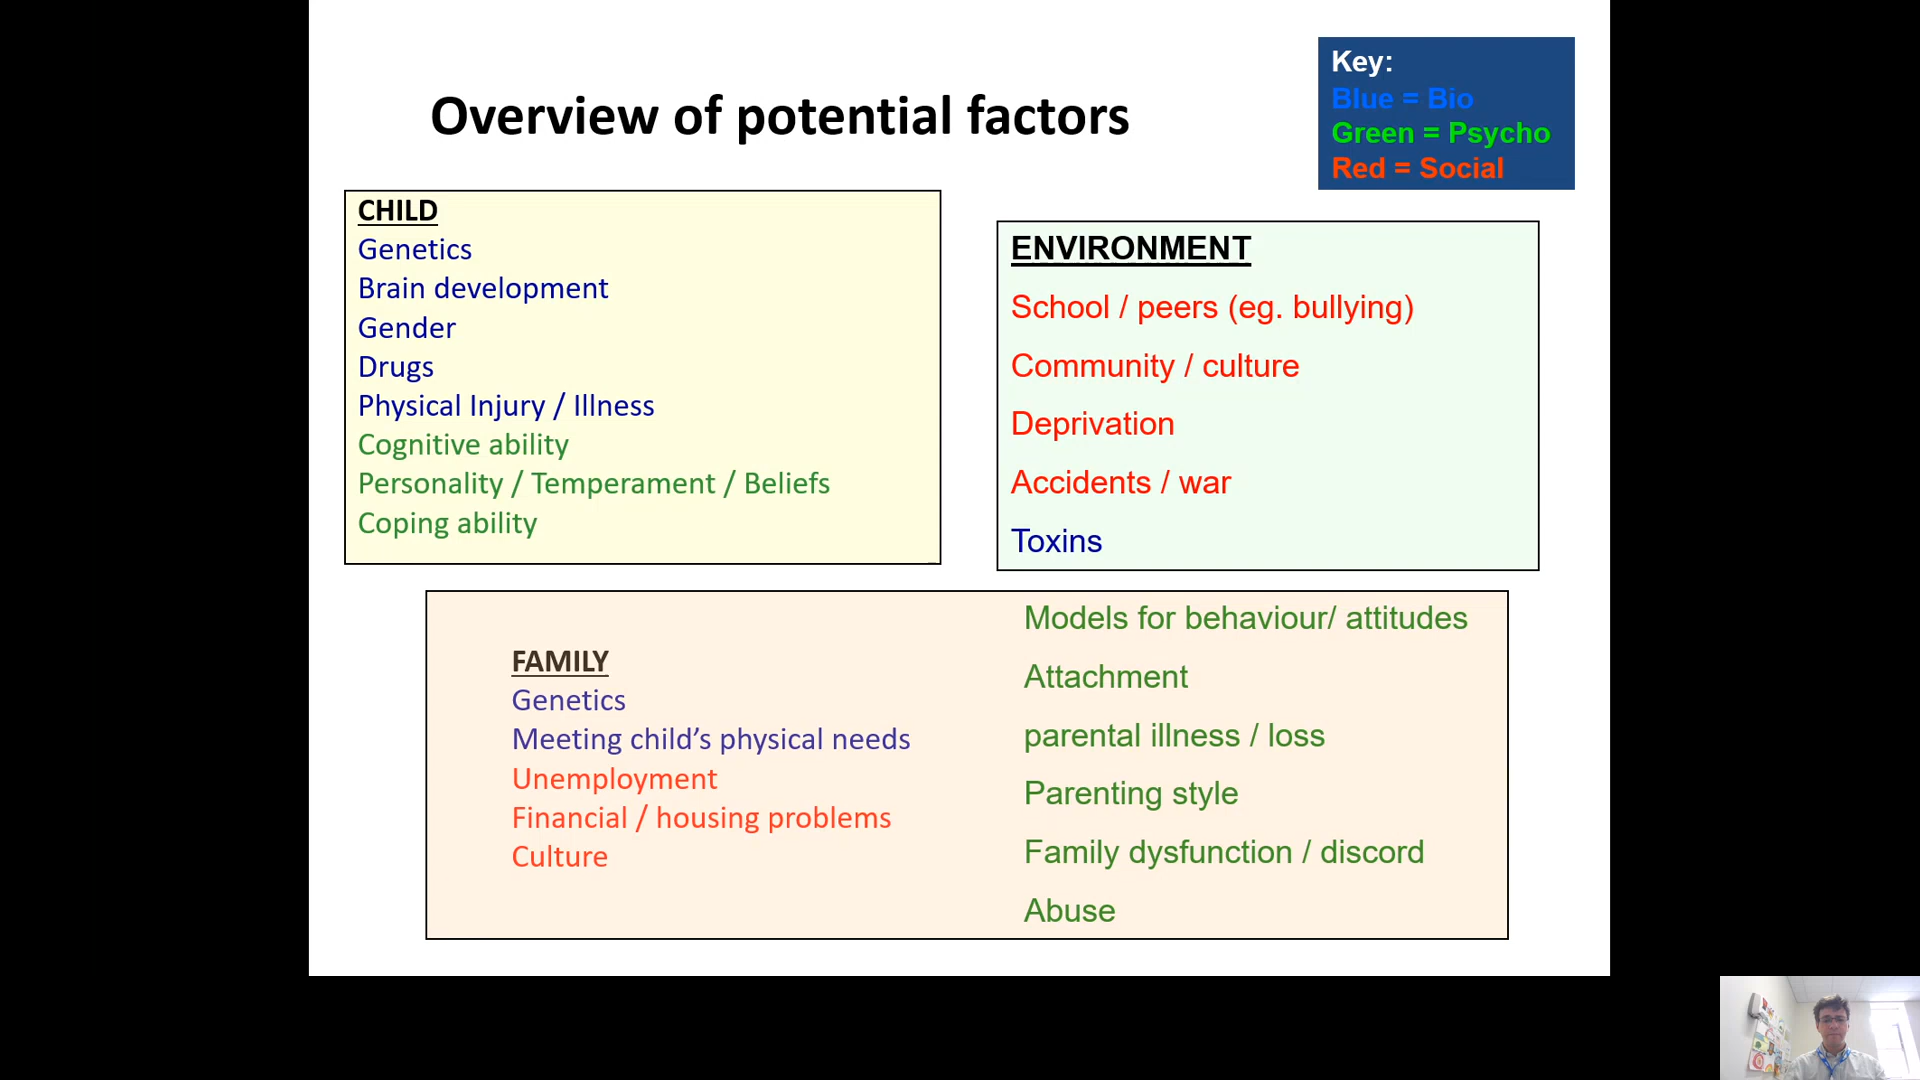 Overview of potential factors
Key:
Blue = Bio
Green = Psycho
Red = Social
CHILD
Genetics
Brain development
Gender
Drugs
Physical Injury / Illness
Cognitive ability
Personality / Temperament / Beliefs
Coping ability
ENVIRONMENT
School / peers (eg. bullying)
Community / culture
Deprivation
Accidents / war
Toxins
FAMILY
Genetics
Meeting child’s physical needs
Unemployment
Financial / housing problems
Culture
Models for behaviour/ attitudes
Attachment
parental illness / loss
Parenting style
Family dysfunction / discord
Abuse